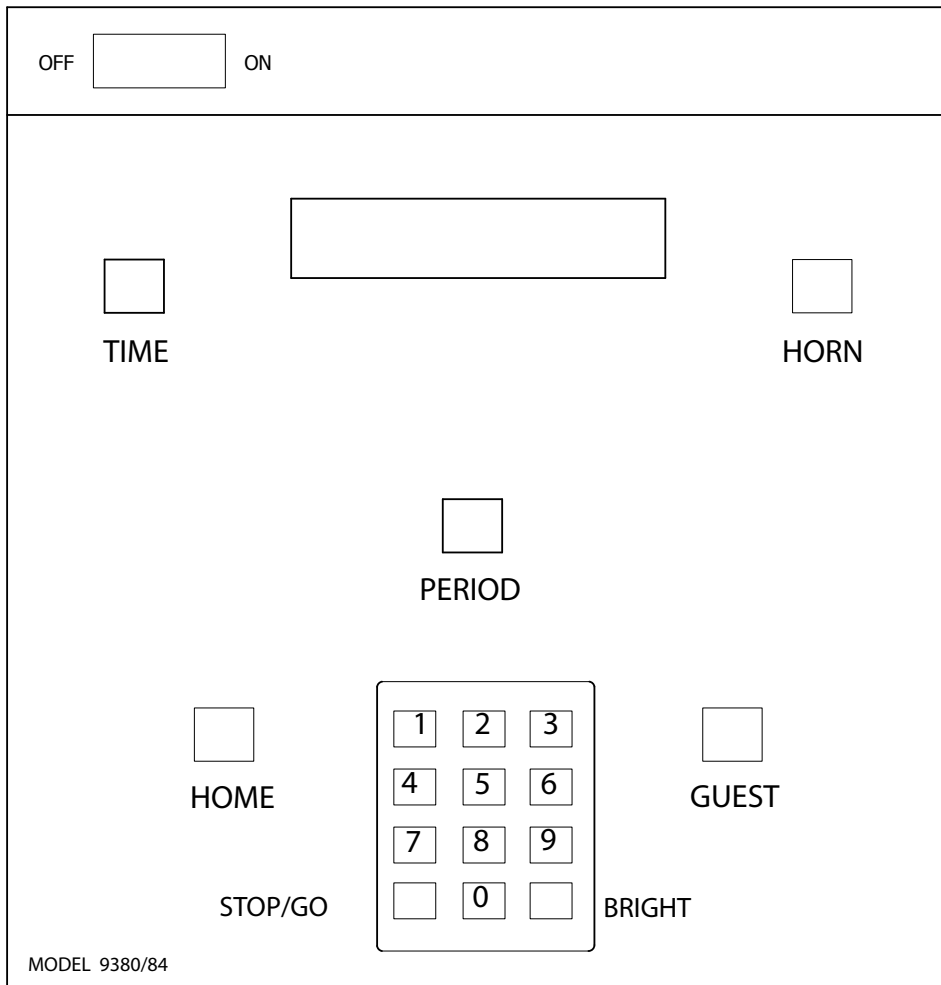 OFF ON
TIME HORN
PERIOD
1 2 3
HOME 4 5 6 GUEST
7 8 9
STOP/GO 0 BRIGHT
MODEL 9380/84